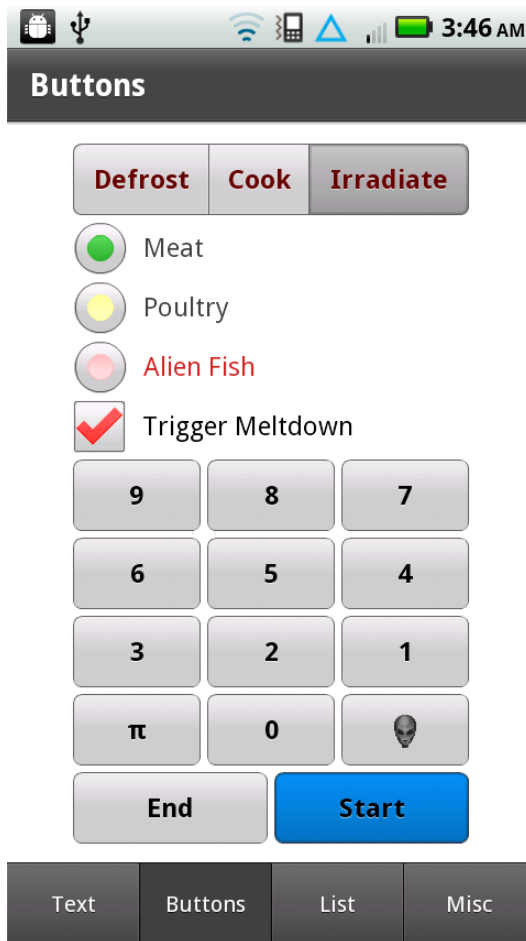 3:46 AM
Buttons
Defrost Cook Irradiate
Meat
Poultry
Alien Fish
Trigger Meltdown
9 8 7
6 5 4
3 2 1
π 0
End Start
Text Buttons List Misc